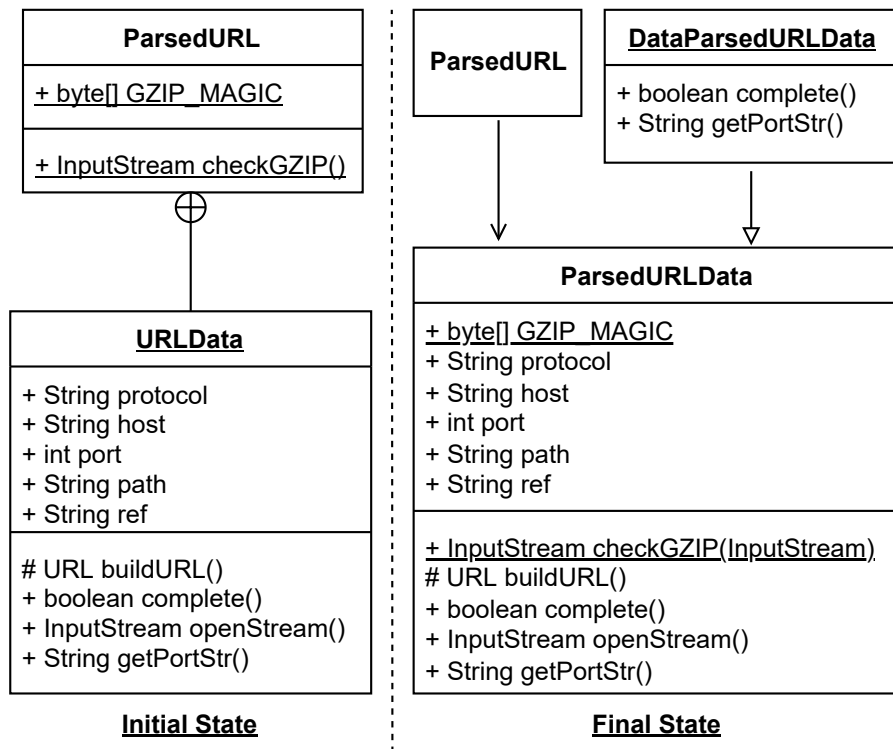 ParsedURL
+ byte[] GZIP_MAGIC
+ InputStream checkGZIP()
URLData
+ String protocol
+ String host
+ int port
+ String path
+ String ref
# URL buildURL()
+ boolean complete()
+ InputStream openStream()
+ String getPortStr()
Initial State
ParsedURL
DataParsedURLData
+ boolean complete()
+ String getPortStr()
ParsedURLData
+ byte[] GZIP_MAGIC
+ String protocol
+ String host
+ int port
+ String path
+ String ref
+ InputStream checkGZIP(InputStream)
# URL buildURL()
+ boolean complete()
+ InputStream openStream()
+ String getPortStr()
Final State